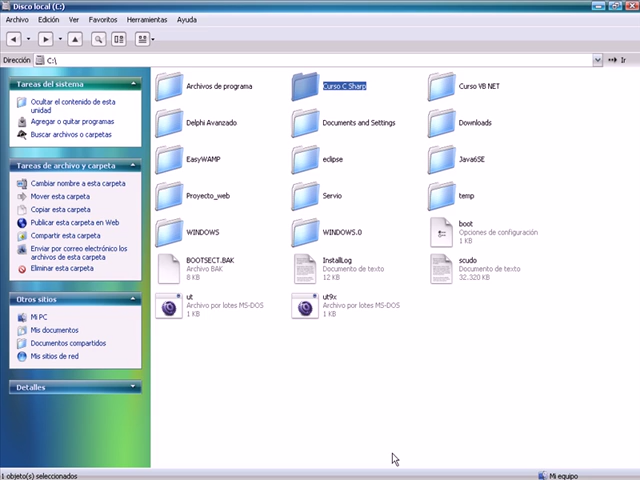 Disco local (C:)
Archivo Edición Ver Favoritos Herramientas Ayuda
Dirección C:\ Ir
Tareas del sistema
Ocultar el contenido de esta
unidad
Agregar o quitar programas
Buscar archivos o carpetas
Tareas de archivo y carpeta
Cambiar nombre a esta carpeta
Mover esta carpeta
Copiar esta carpeta
Publicar esta carpeta en Web
Compartir esta carpeta
Enviar por correo electrónico los
archivos de esta carpeta
Eliminar esta carpeta
Otros sitios
Mi PC
Mis documentos
Documentos compartidos
Mis sitios de red
Detalles
Archivos de programa
Curso C Sharp
Curso VB NET
Delphi Avanzado
Documents and Settings
Downloads
EasyWAMP
eclipse
Java6SE
Proyecto_web
Servio
temp
WINDOWS
WINDOWS.0
boot
Opciones de configuración
1 KB
BOOTSECT.BAK
Archivo BAK
8 KB
InstallLog
Documento de texto
12 KB
scudo
Documento de texto
32.320 KB
ut
Archivo por lotes MS-DOS
1 KB
ut9x
Archivo por lotes MS-DOS
1 KB
1 objeto(s) seleccionados Mi equipo